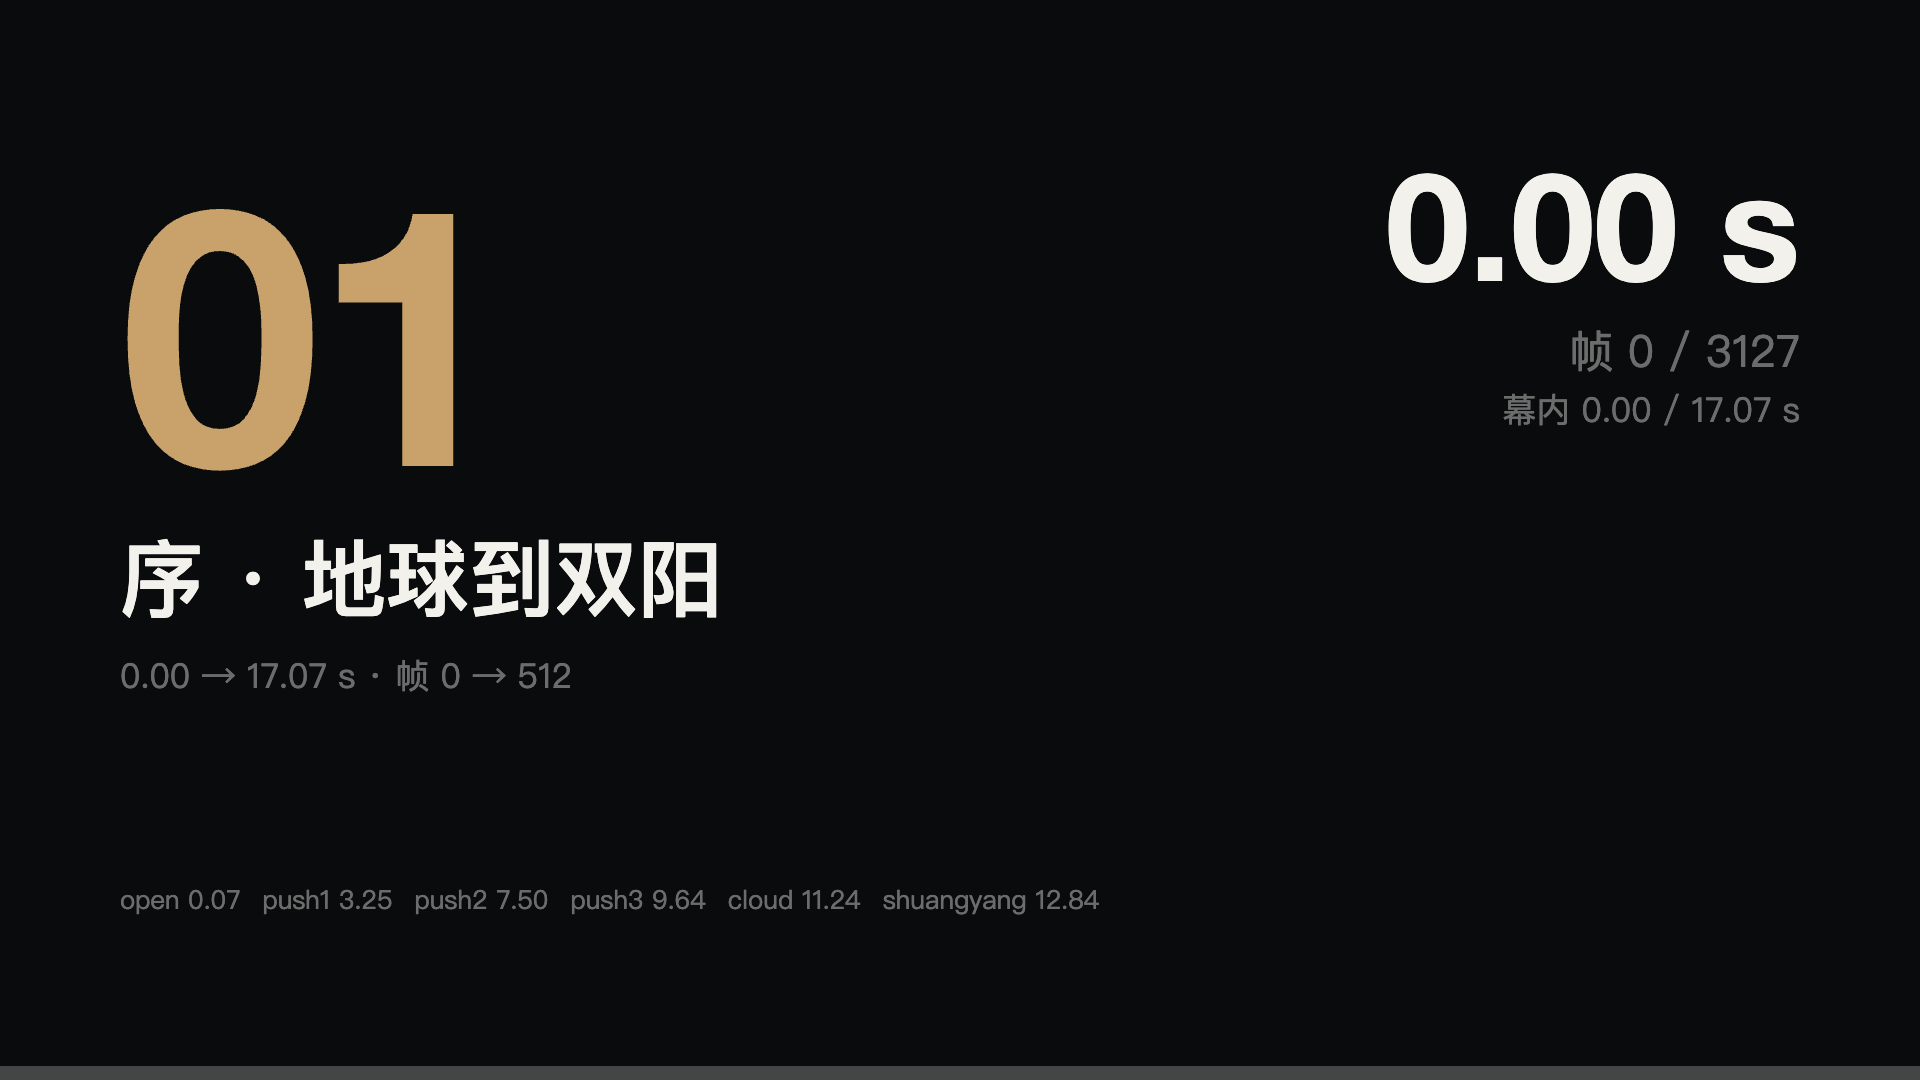 01
0.00 s
帧 0 / 3127
幕内 0.00 / 17.07 s
序 · 地球到双阳
0.00 → 17.07 s · 帧 0 → 512
open 0.07 push1 3.25 push2 7.50 push3 9.64 cloud 11.24 shuangyang 12.84